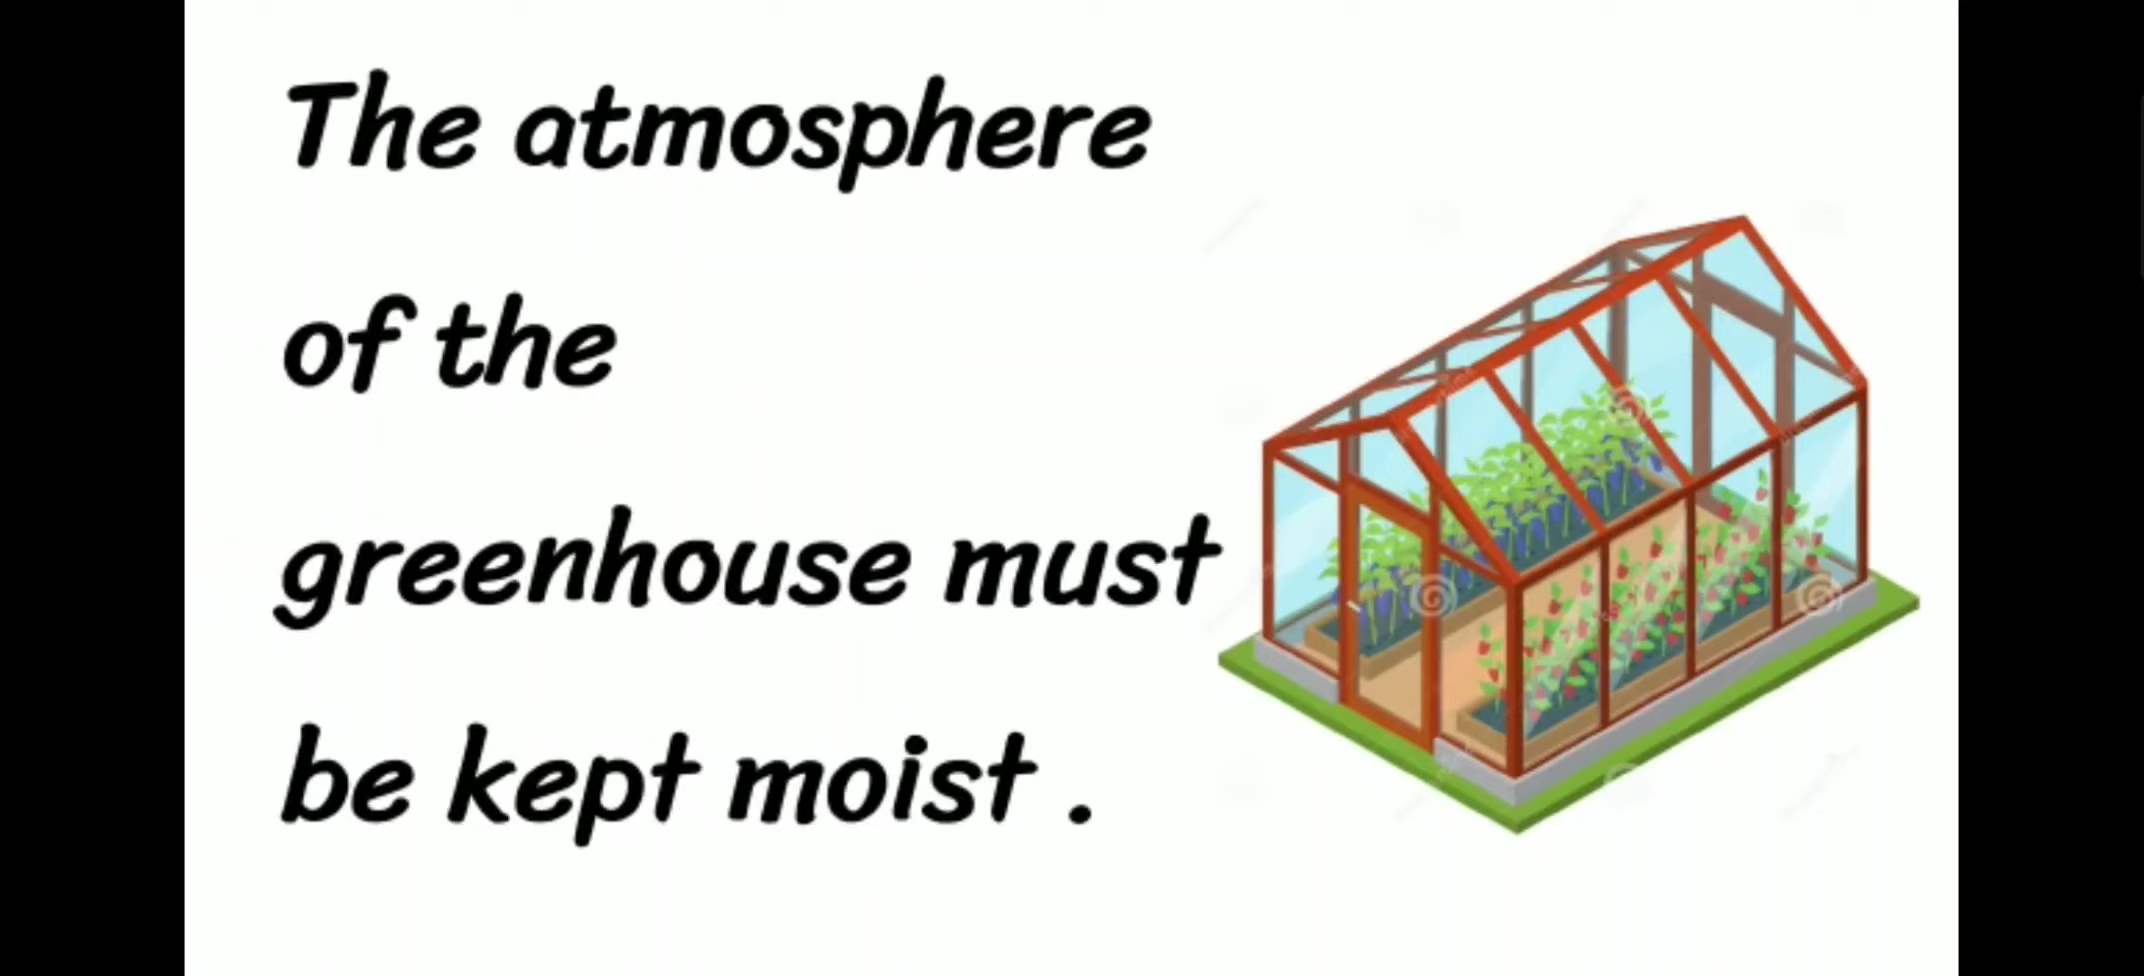 The atmosphere
of the
greenhouse must
be kept moist .